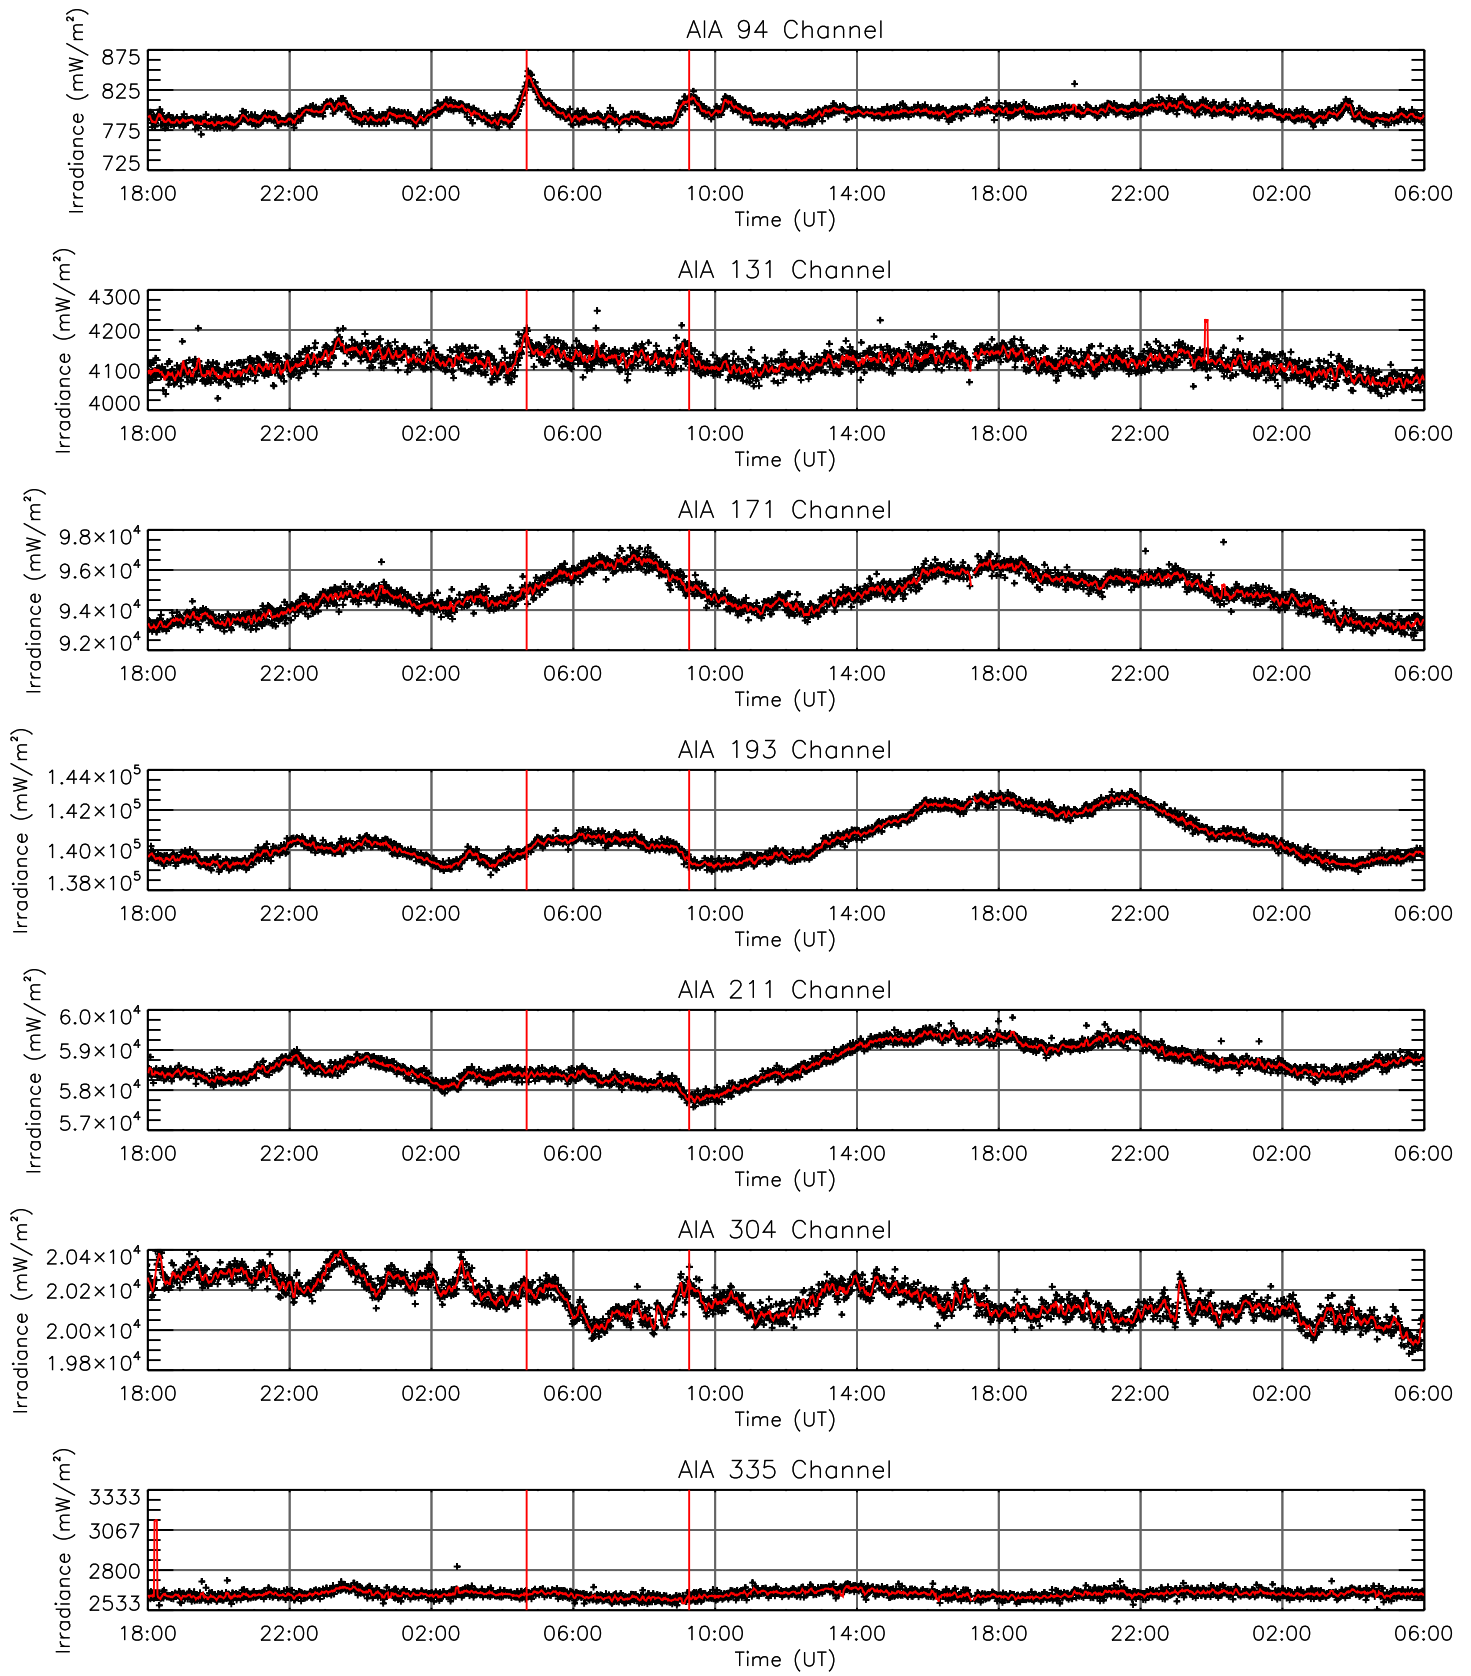 AIA 94 Channel
Irradiance (mW/m²)
875
825
775
725
18:00 22:00 02:00 06:00 10:00 14:00 18:00 22:00 02:00 06:00
Time (UT)
AIA 131 Channel
Irradiance (mW/m²)
4300
4200
4100
4000
18:00 22:00 02:00 06:00 10:00 14:00 18:00 22:00 02:00 06:00
Time (UT)
AIA 171 Channel
Irradiance (mW/m²)
9.8×10⁴
9.6×10⁴
9.4×10⁴
9.2×10⁴
18:00 22:00 02:00 06:00 10:00 14:00 18:00 22:00 02:00 06:00
Time (UT)
AIA 193 Channel
Irradiance (mW/m²)
1.44×10⁵
1.42×10⁵
1.40×10⁵
1.38×10⁵
18:00 22:00 02:00 06:00 10:00 14:00 18:00 22:00 02:00 06:00
Time (UT)
AIA 211 Channel
Irradiance (mW/m²)
6.0×10⁴
5.9×10⁴
5.8×10⁴
5.7×10⁴
18:00 22:00 02:00 06:00 10:00 14:00 18:00 22:00 02:00 06:00
Time (UT)
AIA 304 Channel
Irradiance (mW/m²)
2.04×10⁴
2.02×10⁴
2.00×10⁴
1.98×10⁴
18:00 22:00 02:00 06:00 10:00 14:00 18:00 22:00 02:00 06:00
Time (UT)
AIA 335 Channel
Irradiance (mW/m²)
3333
3067
2800
2533
18:00 22:00 02:00 06:00 10:00 14:00 18:00 22:00 02:00 06:00
Time (UT)